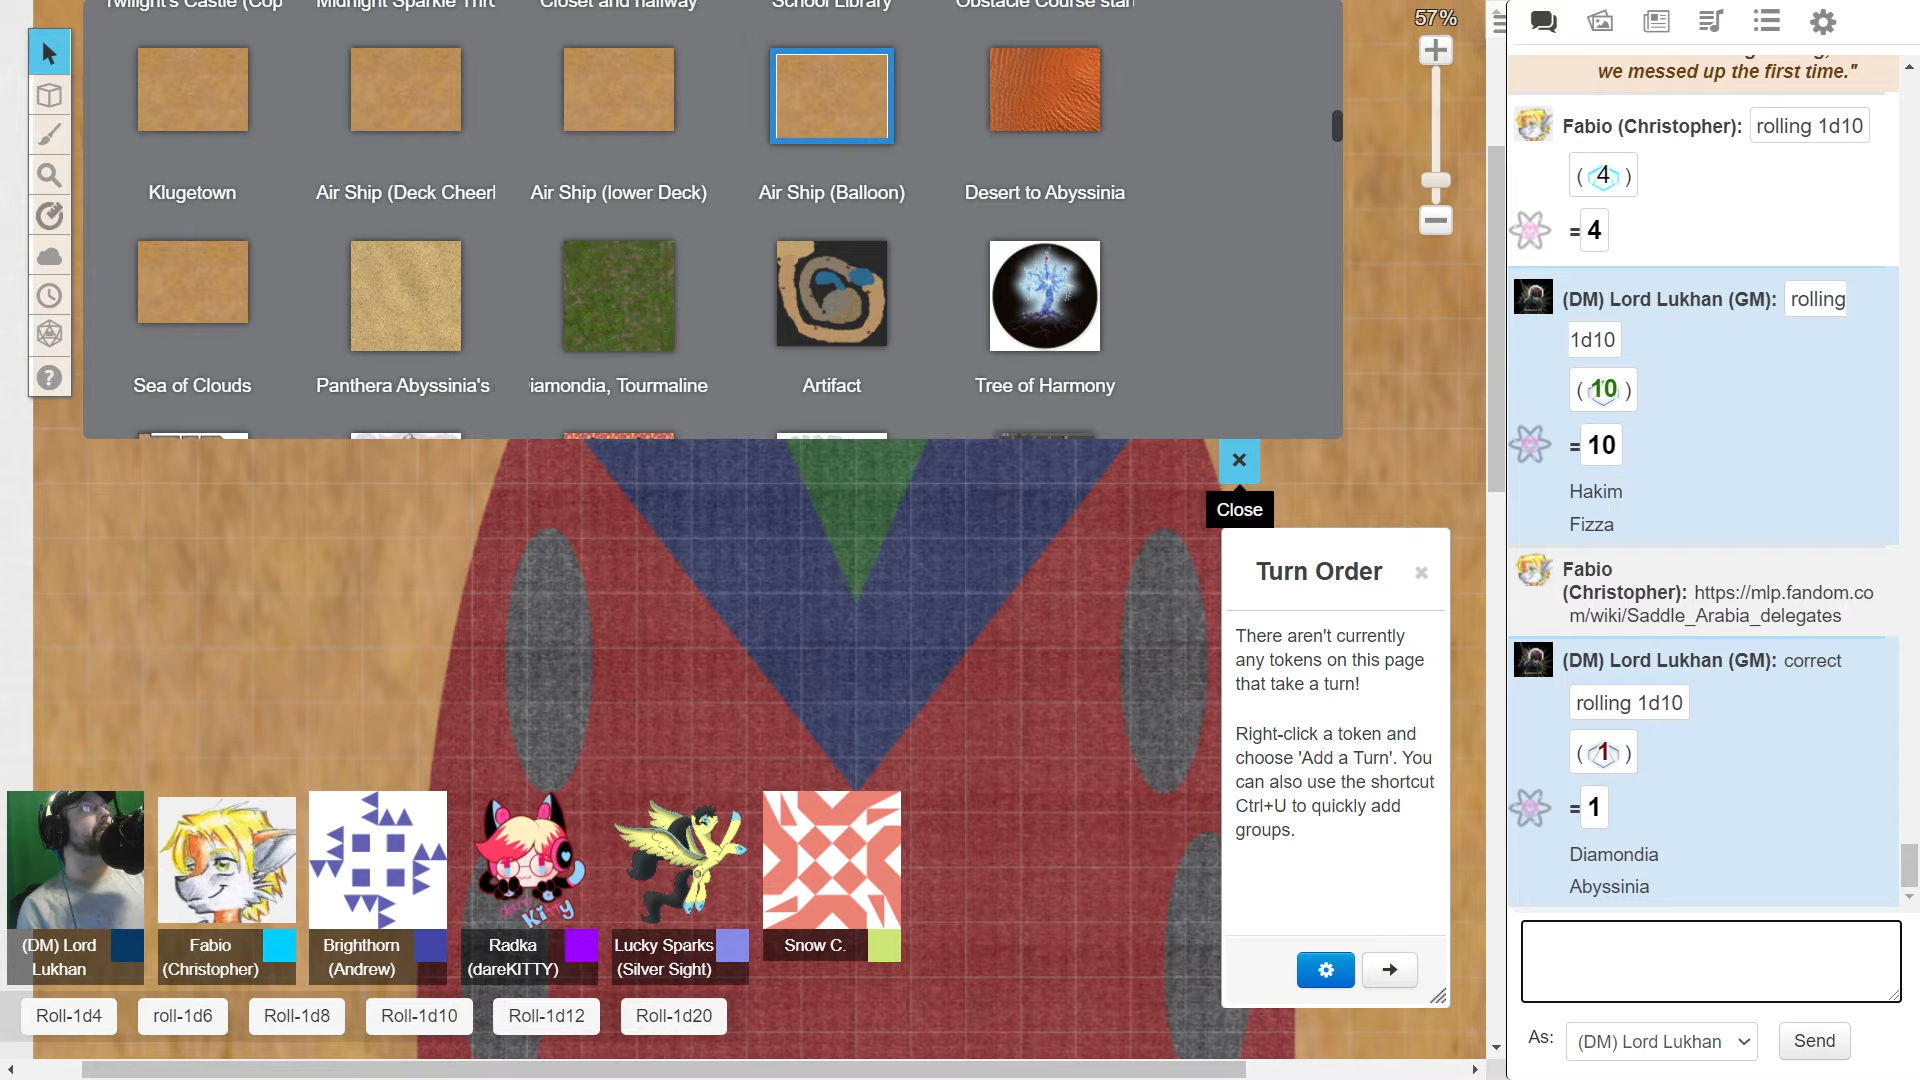 Twilight's Castle (Cop
Midnight Sparkle Thro
Closet and hallway
School Library
Obstacle Course start
57%
Klugetown
Air Ship (Deck Cheerl
Air Ship (lower Deck)
Air Ship (Balloon)
Desert to Abyssinia
Sea of Clouds
Panthera Abyssinia's
iamondia, Tourmaline
Artifact
Tree of Harmony
Close
Turn Order
There aren't currently
any tokens on this page
that take a turn!
Right-click a token and
choose 'Add a Turn'. You
can also use the shortcut
Ctrl+U to quickly add
groups.
(DM) Lord
Lukhan
Fabio
(Christopher)
Brighthorn
(Andrew)
dare
Kitty
Radka
(dareKITTY)
Lucky Sparks
(Silver Sight)
Snow C.
Roll-1d4
roll-1d6
Roll-1d8
Roll-1d10
Roll-1d12
Roll-1d20
we messed up the first time."
Fabio (Christopher): rolling 1d10
( 4 )
= 4
(DM) Lord Lukhan (GM): rolling
1d10
( 10 )
= 10
Hakim
Fizza
Fabio
(Christopher): https://mlp.fandom.co
m/wiki/Saddle_Arabia_delegates
(DM) Lord Lukhan (GM): correct
rolling 1d10
( 1 )
= 1
Diamondia
Abyssinia
As:
(DM) Lord Lukhan
Send